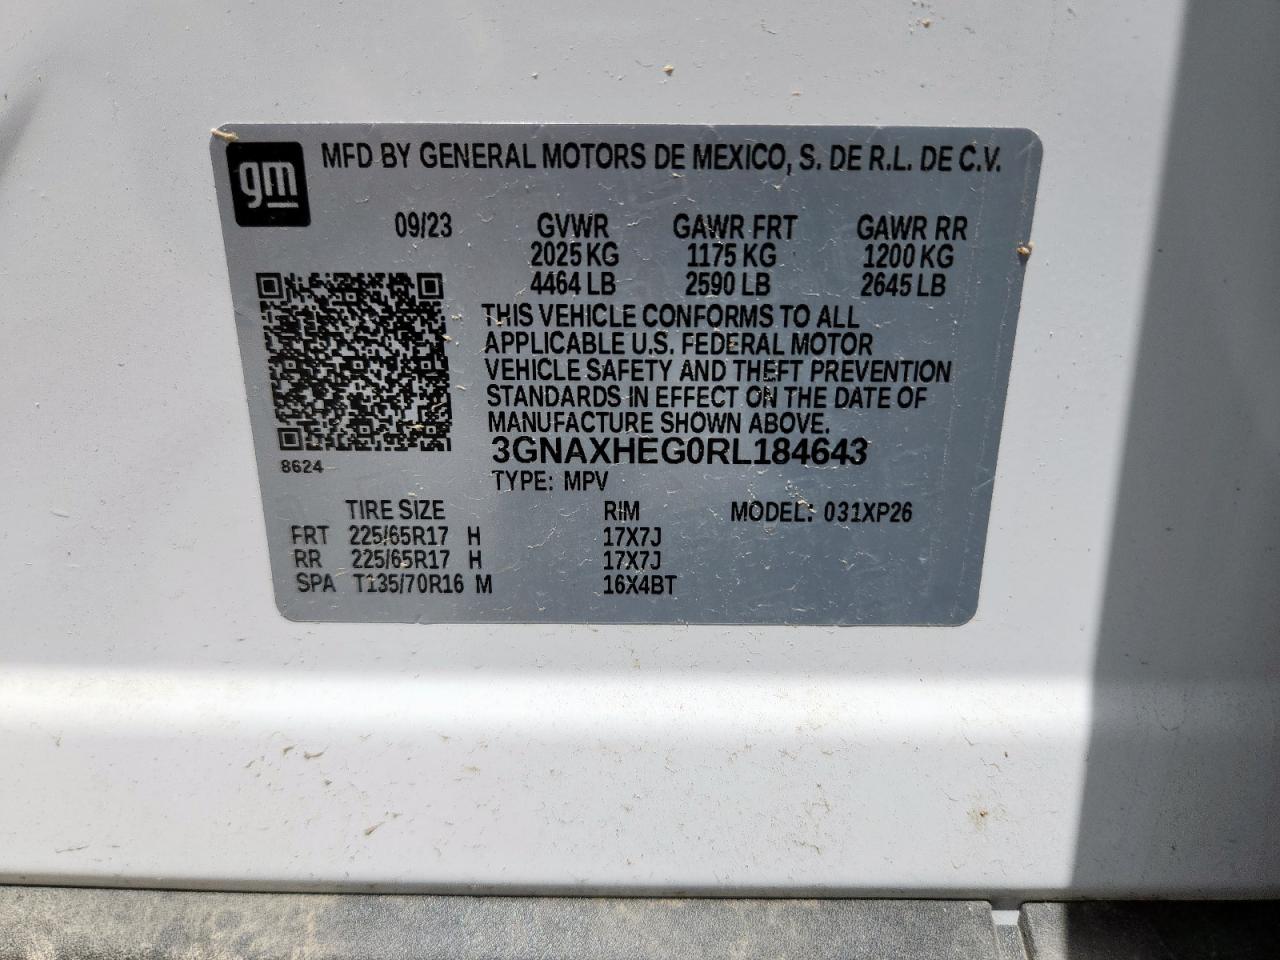 gm
MFD BY GENERAL MOTORS DE MEXICO, S. DE R.L. DE C.V.
09/23 GVWR GAWR FRT GAWR RR
2025 KG 1175 KG 1200 KG
4464 LB 2590 LB 2645 LB
THIS VEHICLE CONFORMS TO ALL
APPLICABLE U.S. FEDERAL MOTOR
VEHICLE SAFETY AND THEFT PREVENTION
STANDARDS IN EFFECT ON THE DATE OF
MANUFACTURE SHOWN ABOVE.
3GNAXHEG0RL184643
8624
TYPE: MPV
TIRE SIZE RIM MODEL: 031XP26
FRT 225/65R17 H 17X7J
RR 225/65R17 H 17X7J
SPA T135/70R16 M 16X4BT